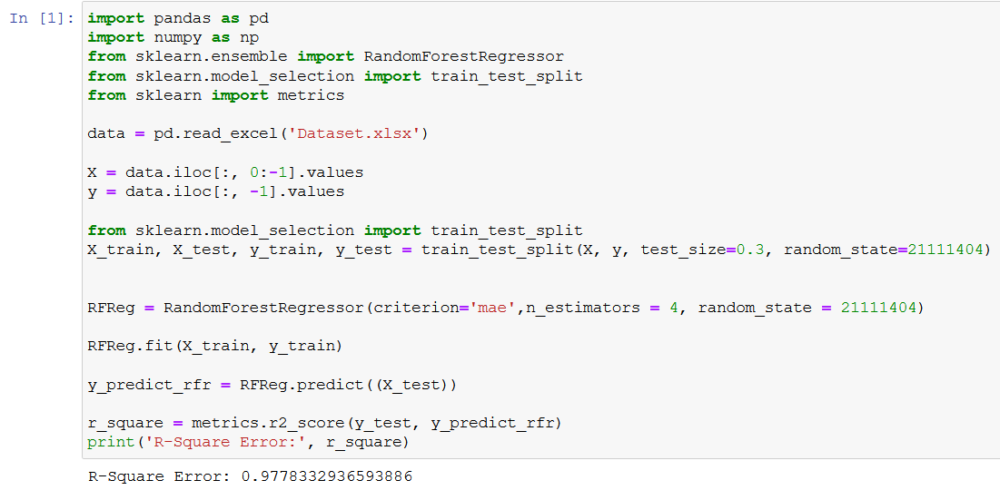 In [1]: import pandas as pd
import numpy as np
from sklearn.ensemble import RandomForestRegressor
from sklearn.model_selection import train_test_split
from sklearn import metrics
data = pd.read_excel('Dataset.xlsx')
X = data.iloc[:, 0:-1].values
y = data.iloc[:, -1].values
from sklearn.model_selection import train_test_split
X_train, X_test, y_train, y_test = train_test_split(X, y, test_size=0.3, random_state=21111404)
RFReg = RandomForestRegressor(criterion='mae',n_estimators = 4, random_state = 21111404)
RFReg.fit(X_train, y_train)
y_predict_rfr = RFReg.predict((X_test))
r_square = metrics.r2_score(y_test, y_predict_rfr)
print('R-Square Error:', r_square)
R-Square Error: 0.9778332936593886